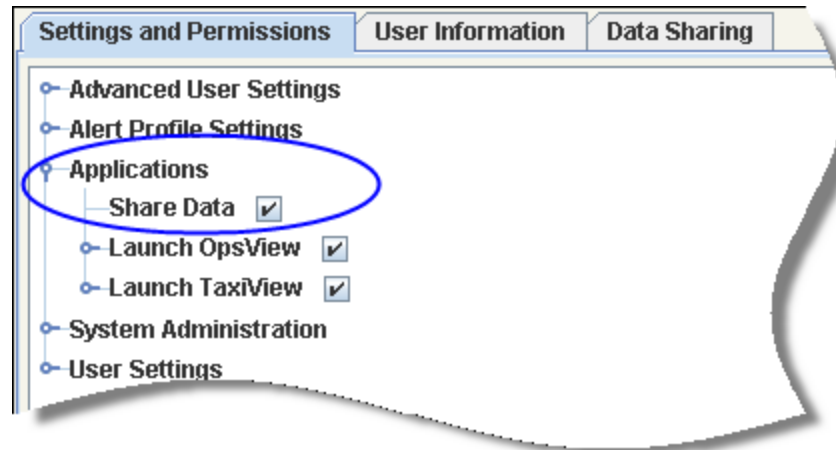 Settings and Permissions User Information Data Sharing
Advanced User Settings
Alert Profile Settings
Applications
Share Data
Launch OpsView
Launch TaxiView
System Administration
User Settings